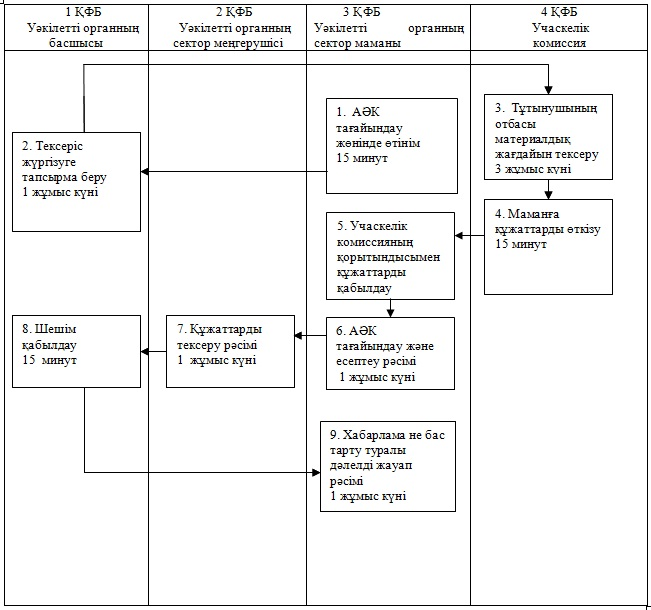 1 ҚФБ
Уәкілетті органның
басшысы
2 ҚФБ
Уәкілетті органның
сектор меңгерушісі
3 ҚФБ
Уәкілетті органның
сектор маманы
4 ҚФБ
Учаскелік
комиссия
1. АӘК
тағайындау
жөнінде өтінім
15 минут
2. Тексеріс
жүргізуге
тапсырма беру
1 жұмыс күні
3. Тұтынушының
отбасы
материалдық
жағдайын тексеру
3 жұмыс күні
4. Маманға
құжаттарды өткізу
15 минут
5. Учаскелік
комиссияның
қорытындысымен
құжаттарды
қабылдау
6. АӘК
тағайындау және
есептеу рәсімі
1 жұмыс күні
7. Құжаттарды
тексеру рәсімі
1 жұмыс күні
8. Шешім
қабылдау
15 минут
9. Хабарлама не бас
тарту туралы
дәлелді жауап
рәсімі
1 жұмыс күні